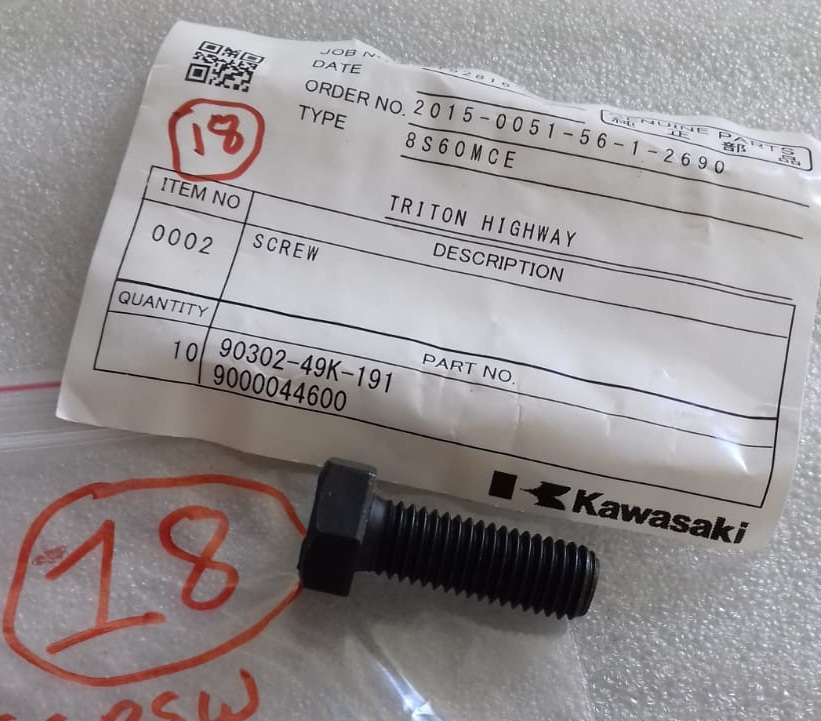 JOB N
DATE
ORDER NO. 2015-0051-56-1-2690
GENUINE PARTS
純正部品
TYPE 8S60MCE
18
TRITON HIGHWAY
ITEM NO DESCRIPTION
0002 SCREW
QUANTITY PART NO.
10 90302-49K-191
9000044600
Kawasaki
18